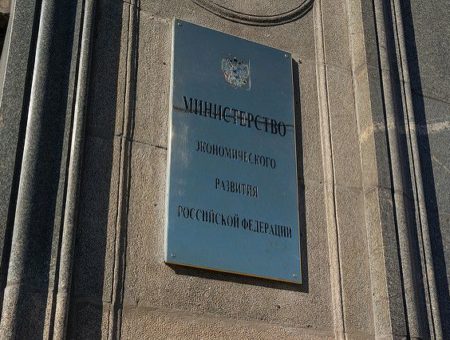 МИНИСТЕРСТВО
ЭКОНОМИЧЕСКОГО
РАЗВИТИЯ
РОССИЙСКОЙ ФЕДЕРАЦИИ